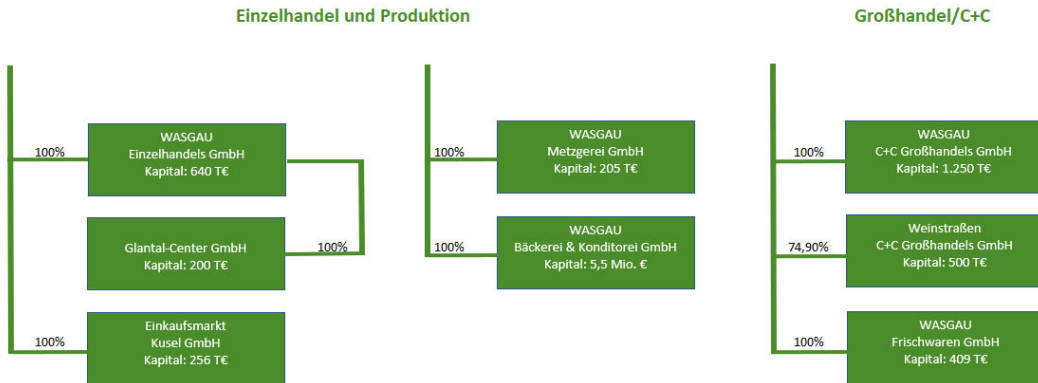 Einzelhandel und Produktion
Großhandel/C+C
100%
WASGAU
Einzelhandels GmbH
Kapital: 640 T€
100%
Glantal-Center GmbH
Kapital: 200 T€
100%
Einkaufsmarkt
Kusel GmbH
Kapital: 256 T€
100%
WASGAU
Metzgerei GmbH
Kapital: 205 T€
100%
WASGAU
Bäckerei & Konditorei GmbH
Kapital: 5,5 Mio. €
100%
WASGAU
C+C Großhandels GmbH
Kapital: 1.250 T€
74,90%
Weinstraßen
C+C Großhandels GmbH
Kapital: 500 T€
100%
WASGAU
Frischwaren GmbH
Kapital: 409 T€